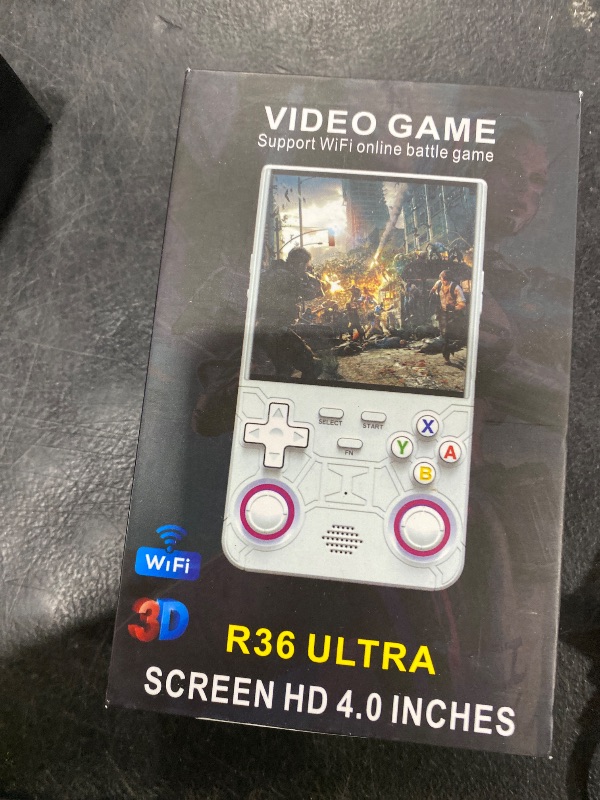 VIDEO GAME
Support WiFi online battle game
SELECT
START
FN
X
Y
A
B
WiFi
3D
R36 ULTRA
SCREEN HD 4.0 INCHES